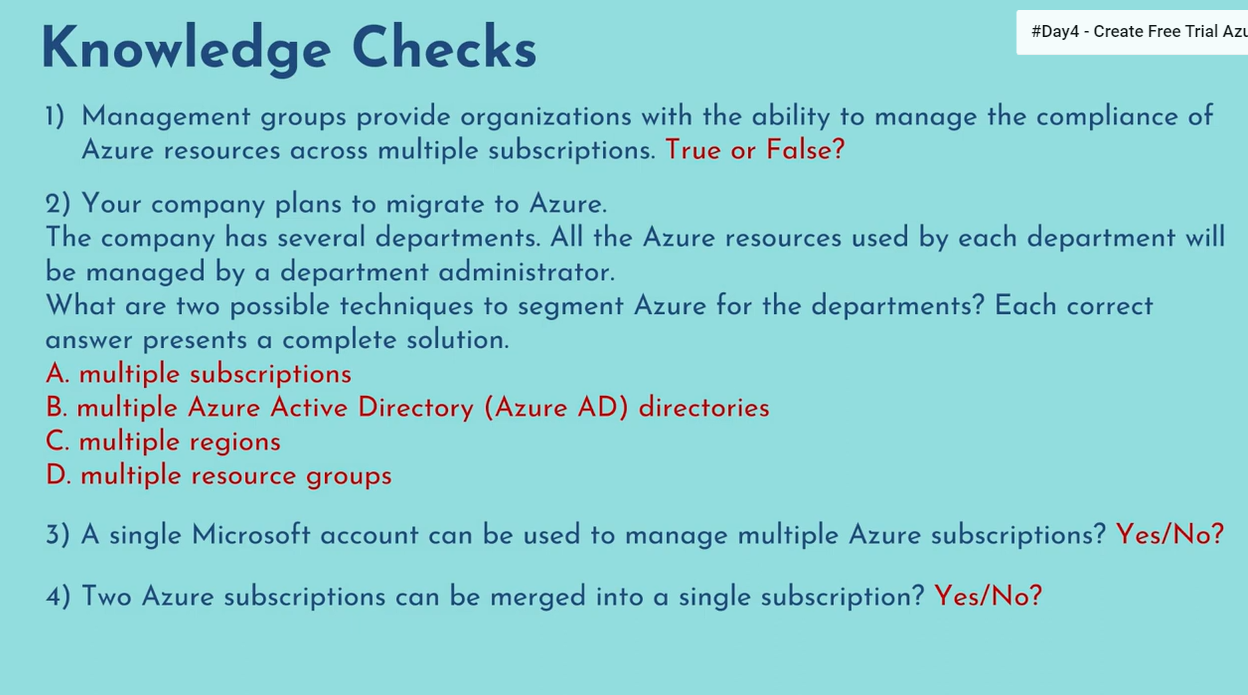 Knowledge Checks
#Day4 - Create Free Trial Azu
1) Management groups provide organizations with the ability to manage the compliance of
Azure resources across multiple subscriptions. True or False?
2) Your company plans to migrate to Azure.
The company has several departments. All the Azure resources used by each department will
be managed by a department administrator.
What are two possible techniques to segment Azure for the departments? Each correct
answer presents a complete solution.
A. multiple subscriptions
B. multiple Azure Active Directory (Azure AD) directories
C. multiple regions
D. multiple resource groups
3) A single Microsoft account can be used to manage multiple Azure subscriptions? Yes/No?
4) Two Azure subscriptions can be merged into a single subscription? Yes/No?